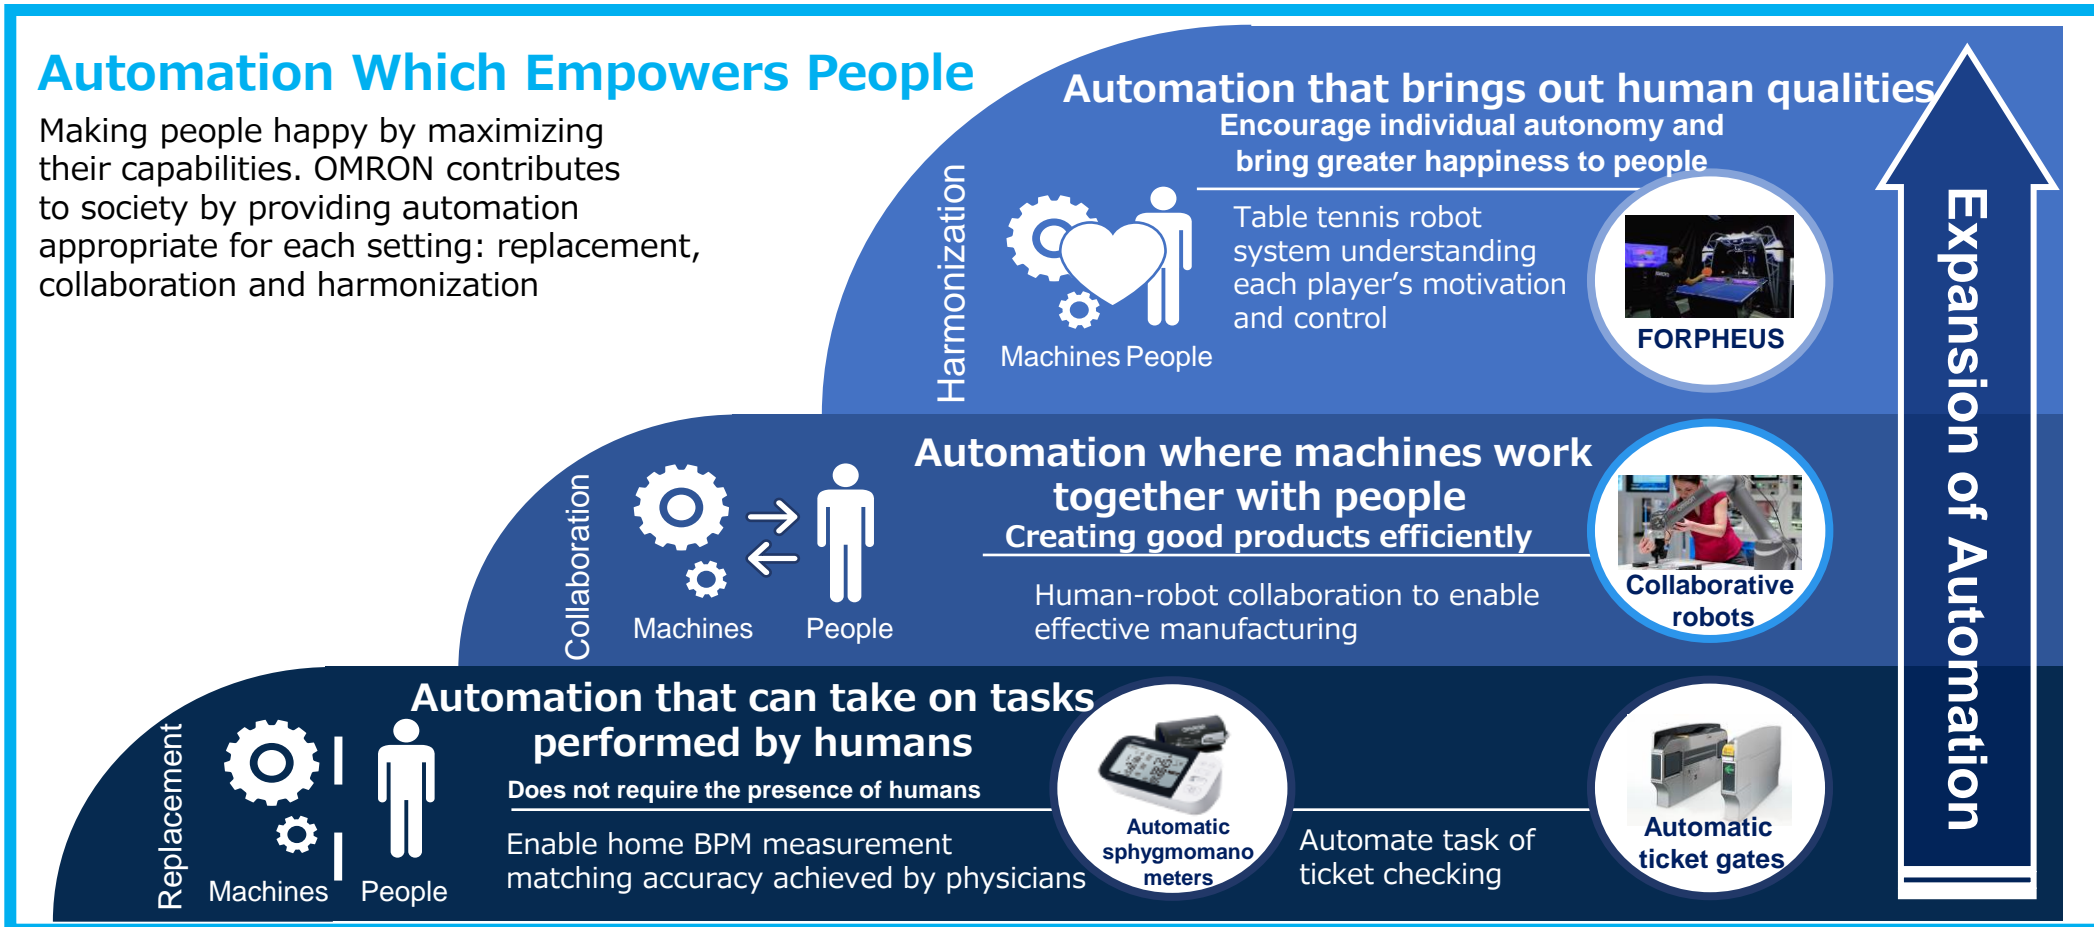 Automation Which Empowers People
Making people happy by maximizing
their capabilities. OMRON contributes
to society by providing automation
appropriate for each setting: replacement,
collaboration and harmonization
Automation that brings out human qualities
Encourage individual autonomy and
bring greater happiness to people
Harmonization
Machines People
Table tennis robot
system understanding
each player’s motivation
and control
FORPHEUS
Automation where machines work
together with people
Creating good products efficiently
Collaboration
Machines People
Human-robot collaboration to enable
effective manufacturing
Collaborative
robots
Automation that can take on tasks
performed by humans
Does not require the presence of humans
Replacement
Machines People
Enable home BPM measurement
matching accuracy achieved by physicians
Automatic
sphygmomano
meters
Automate task of
ticket checking
Automatic
ticket gates
Expansion of Automation